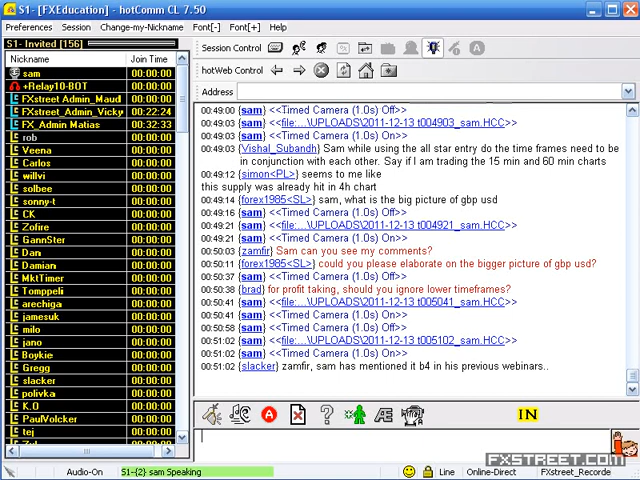 S1- [FXEducation] - hotComm CL 7.50
Preferences Session Change-my-Nickname Font[-] Font[+] Help
S1- Invited [156]
Nickname Join Time
sam 00:00:00
+Relay10-BOT 00:00:00
FXstreet Admin_Maud 00:00:00
FXstreet_Admin_Vicky 00:22:24
FX_Admin Matias 00:32:33
rob 00:00:00
Veena 00:00:00
Carlos 00:00:00
willvi 00:00:00
solbee 00:00:00
sonny-t 00:00:00
CK 00:00:00
Zofire 00:00:00
GannSter 00:00:00
Dan 00:00:00
Damian 00:00:00
MktTimer 00:00:00
Tomppeli 00:00:00
arechiga 00:00:00
jamesuk 00:00:00
milo 00:00:00
jano 00:00:00
Boykie 00:00:00
Gregg 00:00:00
slacker 00:00:00
polivka 00:00:00
K.O 00:00:00
PaulVolcker 00:00:00
tej 00:00:00
Session Control
hotWeb Control
Address
00:49:00 {sam} <<Timed Camera (1.0s) Off>>
00:49:03 {sam} <<file:...\UPLOADS\2011-12-13 t004903_sam.HCC>>
00:49:03 {sam} <<Timed Camera (1.0s) On>>
00:49:03 {Vishal_Subandh} Sam while using the all star entry do the time frames need to be
in conjunction with each other. Say if I am trading the 15 min and 60 min charts
00:49:12 {simon<PL>} seems to me like
this supply was already hit in 4h chart
00:49:14 {forex1985<SL>} sam, what is the big picture of gbp usd
00:49:16 {sam} <<Timed Camera (1.0s) Off>>
00:49:21 {sam} <<file:...\UPLOADS\2011-12-13 t004921_sam.HCC>>
00:49:21 {sam} <<Timed Camera (1.0s) On>>
00:50:03 {zamfir} Sam can you see my comments?
00:50:11 {forex1985<SL>} could you please elaborate on the bigger picture of gbp usd?
00:50:37 {sam} <<Timed Camera (1.0s) Off>>
00:50:38 {brad} for profit taking, should you ignore lower timeframes?
00:50:41 {sam} <<file:...\UPLOADS\2011-12-13 t005041_sam.HCC>>
00:50:41 {sam} <<Timed Camera (1.0s) On>>
00:50:58 {sam} <<Timed Camera (1.0s) Off>>
00:51:02 {sam} <<file:...\UPLOADS\2011-12-13 t005102_sam.HCC>>
00:51:02 {sam} <<Timed Camera (1.0s) On>>
00:51:02 {slacker} zamfir, sam has mentioned it b4 in his previous webinars..
IN
FXSTREET.COM
Audio-On S1-{2} sam Speaking Line Online-Direct FXstreet_Recorde